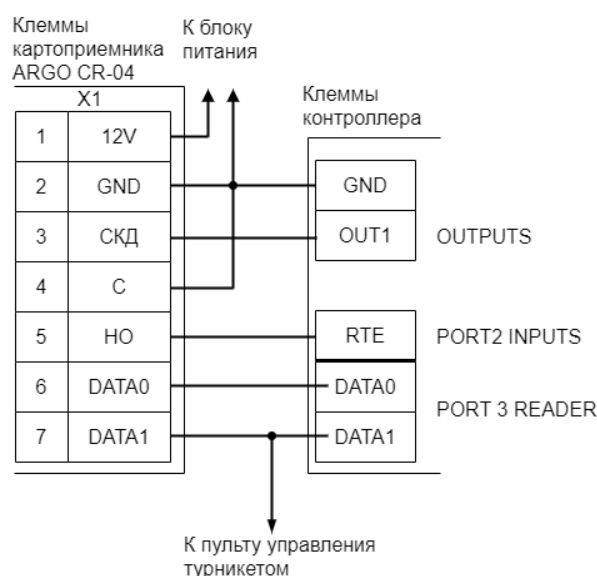 Клеммы
картоприемника
ARGO CR-04
К блоку
питания
X1
Клеммы
контроллера
1 12V
2 GND GND
3 СКД OUT1 OUTPUTS
4 С
5 НО RTE PORT2 INPUTS
6 DATA0 DATA0
PORT 3 READER
7 DATA1 DATA1
К пульту управления
турникетом